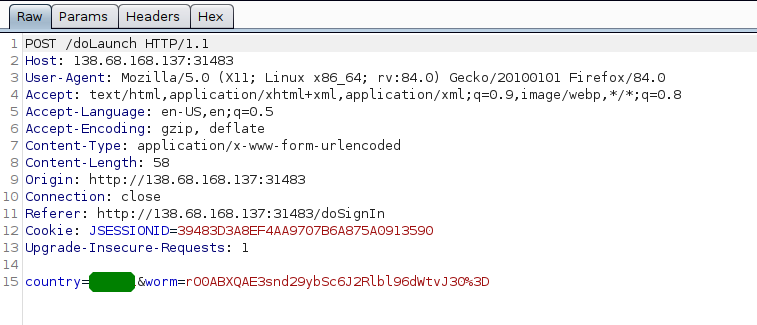 Raw Params Headers Hex
1 POST /doLaunch HTTP/1.1
2 Host: 138.68.168.137:31483
3 User-Agent: Mozilla/5.0 (X11; Linux x86_64; rv:84.0) Gecko/20100101 Firefox/84.0
4 Accept: text/html,application/xhtml+xml,application/xml;q=0.9,image/webp,*/*;q=0.8
5 Accept-Language: en-US,en;q=0.5
6 Accept-Encoding: gzip, deflate
7 Content-Type: application/x-www-form-urlencoded
8 Content-Length: 58
9 Origin: http://138.68.168.137:31483
10 Connection: close
11 Referer: http://138.68.168.137:31483/doSignIn
12 Cookie: JSESSIONID=39483D3A8EF4AA9707B6A875A0913590
13 Upgrade-Insecure-Requests: 1
14
15 country= &worm=rO0ABXQAE3snd29ybSc6J2Rlbl96dWtvJ30%3D